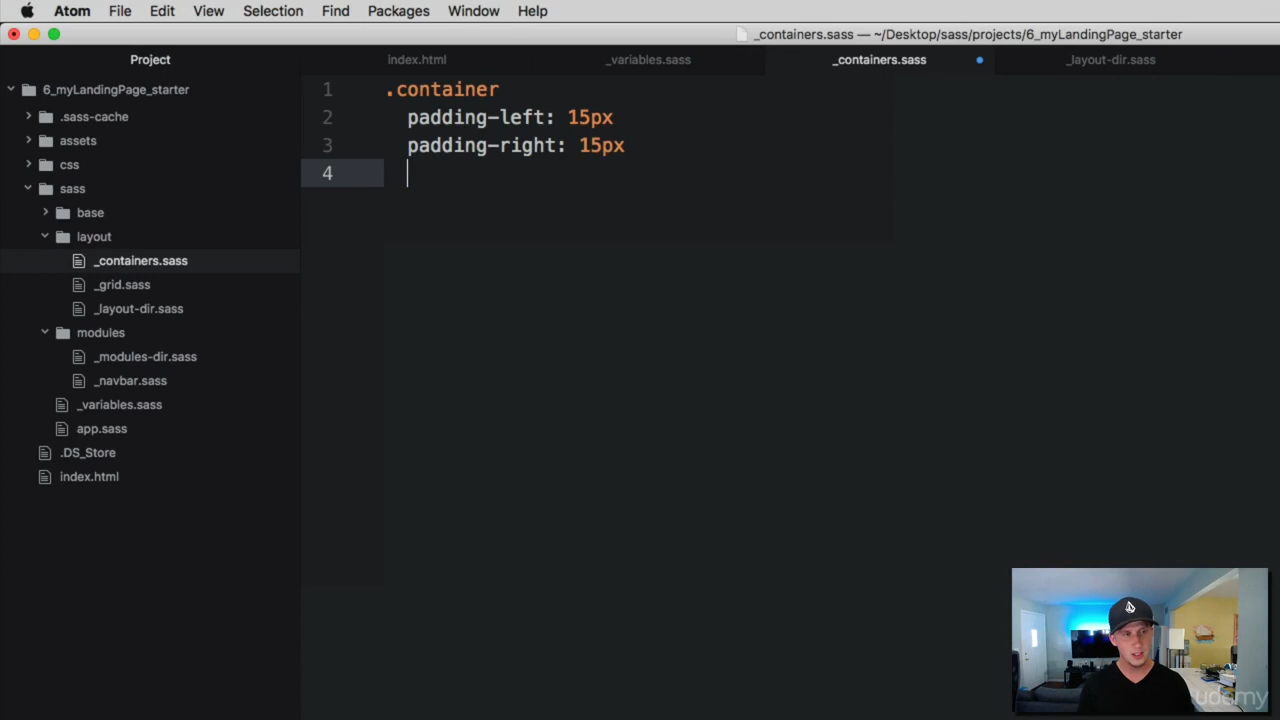 Atom File Edit View Selection Find Packages Window Help
_containers.sass — ~/Desktop/sass/projects/6_myLandingPage_starter
Project
index.html
_variables.sass
_containers.sass
_layout-dir.sass
6_myLandingPage_starter
.sass-cache
assets
css
sass
base
layout
_containers.sass
_grid.sass
_layout-dir.sass
modules
_modules-dir.sass
_navbar.sass
_variables.sass
app.sass
.DS_Store
index.html
1 .container
2 padding-left: 15px
3 padding-right: 15px
4
udemy